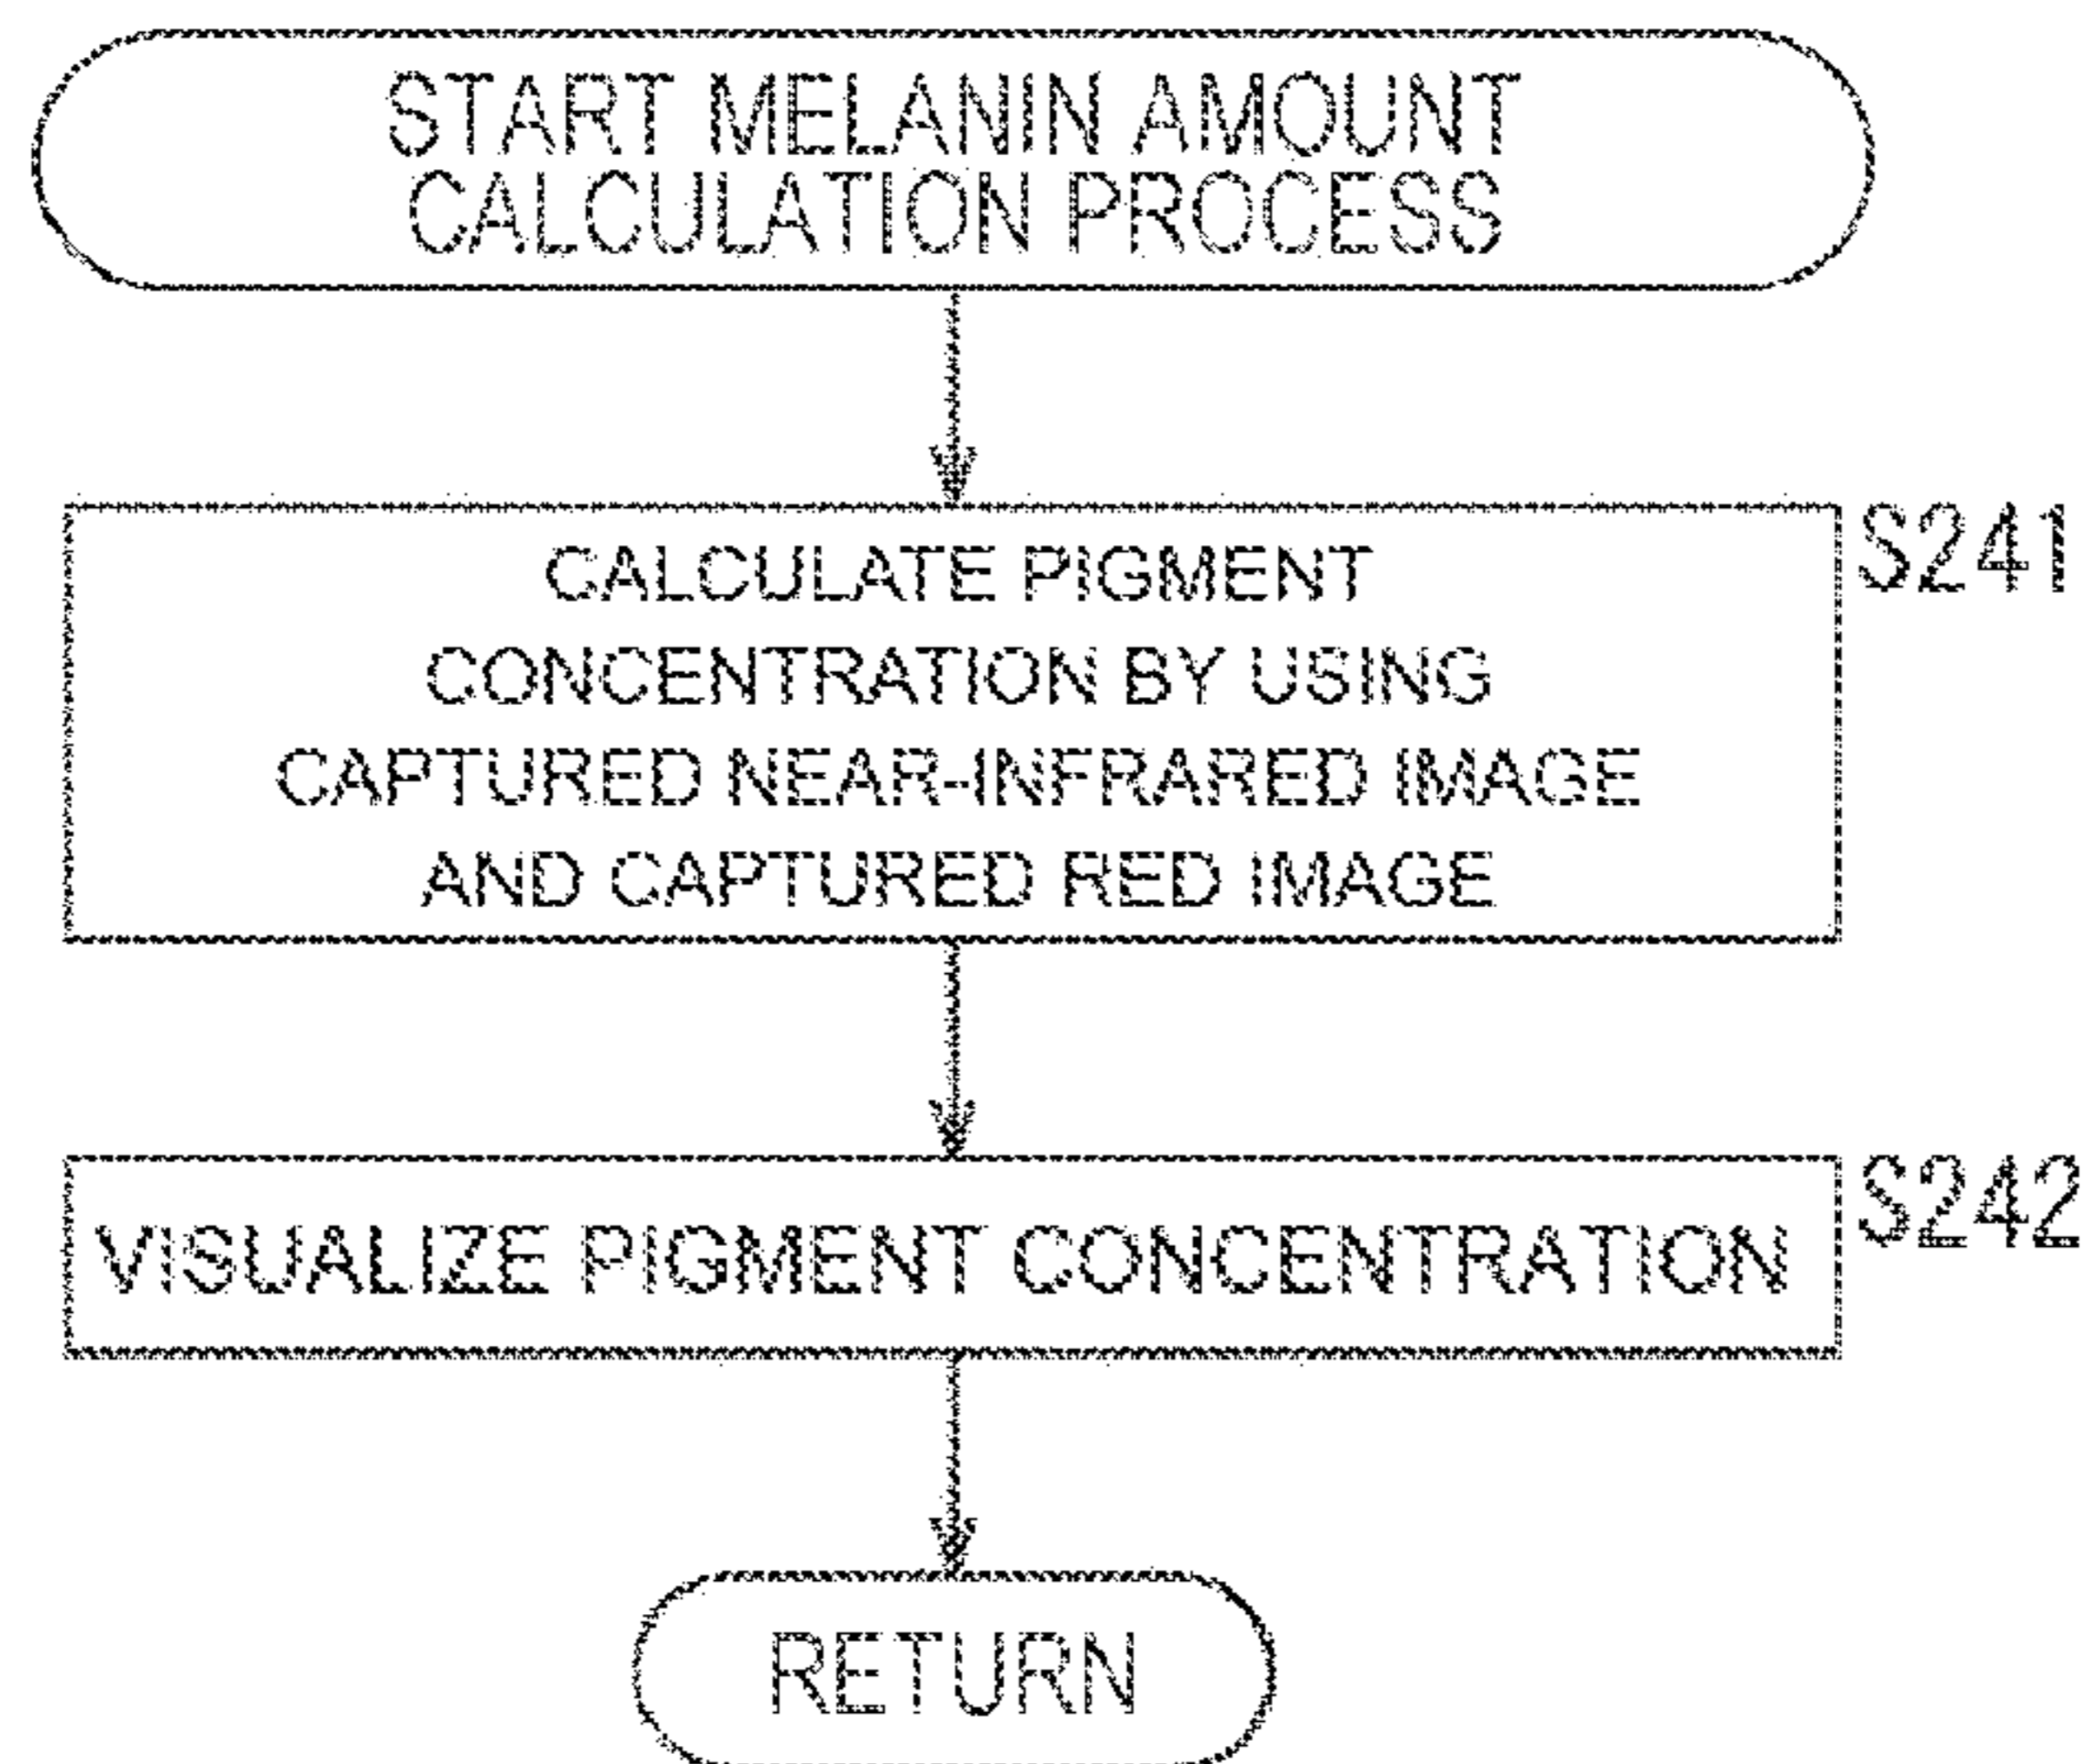 START MELANIN AMOUNT
CALCULATION PROCESS
S241
CALCULATE PIGMENT
CONCENTRATION BY USING
CAPTURED NEAR-INFRARED IMAGE
AND CAPTURED RED IMAGE
S242
VISUALIZE PIGMENT CONCENTRATION
RETURN